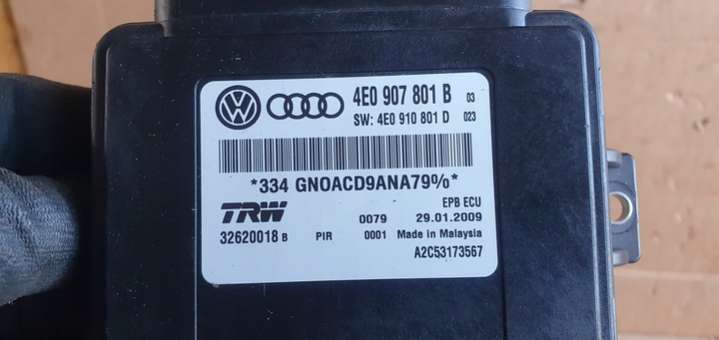 4E0 907 801 B 03
SW: 4E0 910 801 D 023
*334 GN0ACD9ANA79%*
EPB ECU
TRW 0079 29.01.2009
32620018 B PIR 0001 Made in Malaysia
A2C53173567